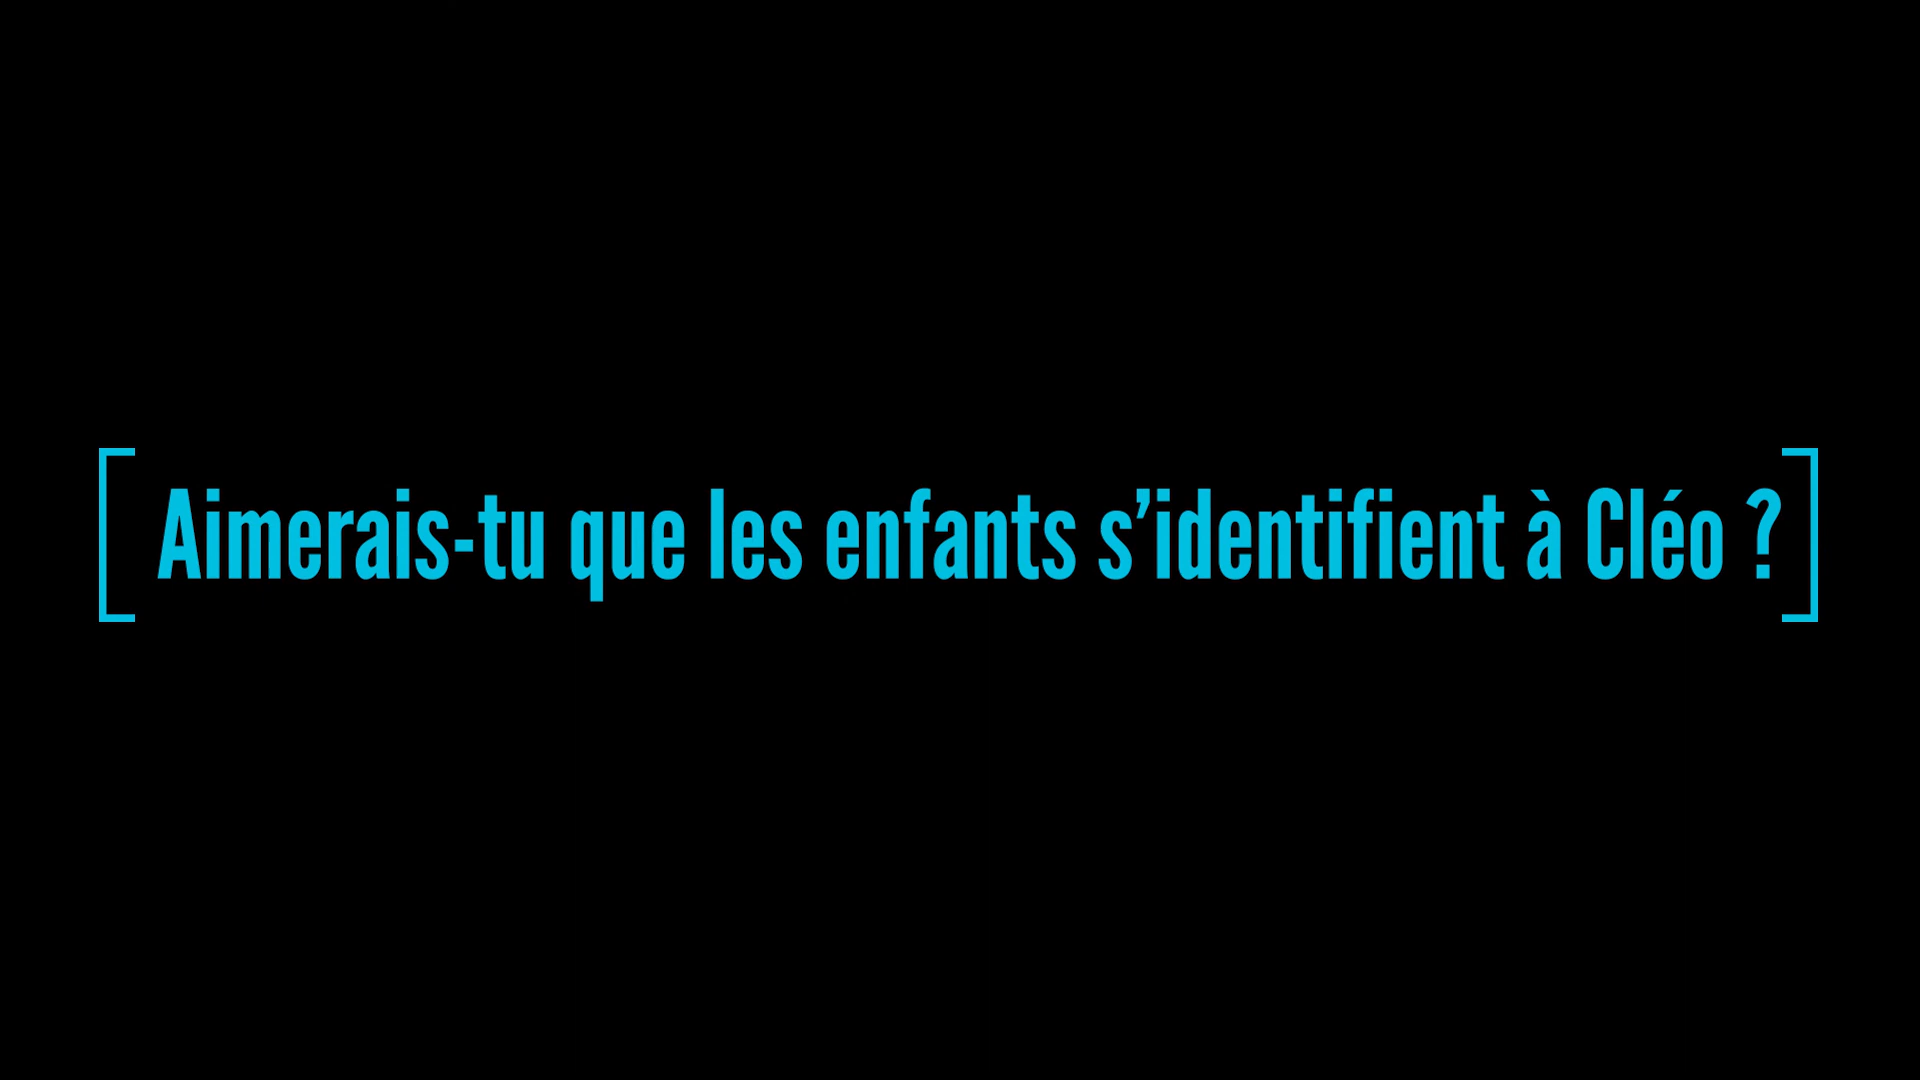 [Aimerais-tu que les enfants s’identifient à Cléo ?]